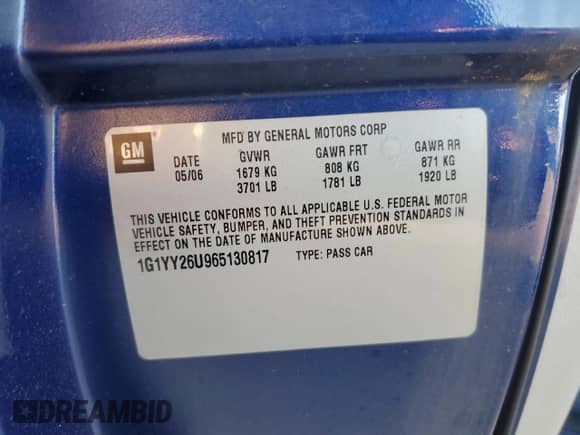 MFD BY GENERAL MOTORS CORP
GM
DATE GVWR GAWR FRT GAWR RR
05/06 1679 KG 808 KG 871 KG
3701 LB 1781 LB 1920 LB
THIS VEHICLE CONFORMS TO ALL APPLICABLE U.S. FEDERAL MOTOR
VEHICLE SAFETY, BUMPER, AND THEFT PREVENTION STANDARDS IN
EFFECT ON THE DATE OF MANUFACTURE SHOWN ABOVE.
1G1YY26U965130817 TYPE: PASS CAR
DREAMBID